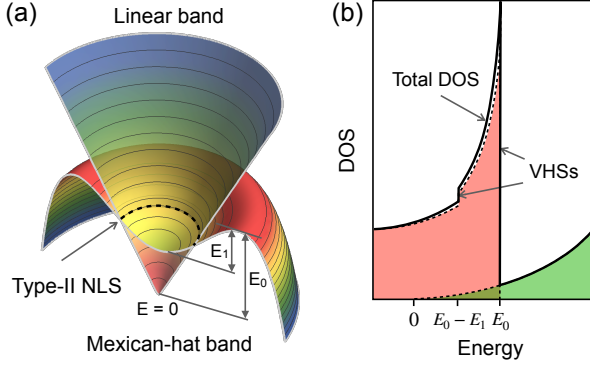 (a)
Linear band
Type-II NLS
E₁
E₀
E = 0
Mexican-hat band
(b)
DOS
Total DOS
VHSs
0
E₀ − E₁
E₀
Energy